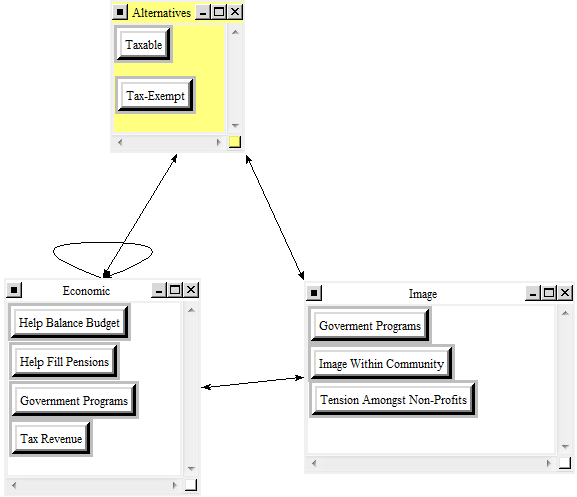 Alternatives
Taxable
Tax-Exempt
Economic
Help Balance Budget
Help Fill Pensions
Government Programs
Tax Revenue
Image
Goverment Programs
Image Within Community
Tension Amongst Non-Profits